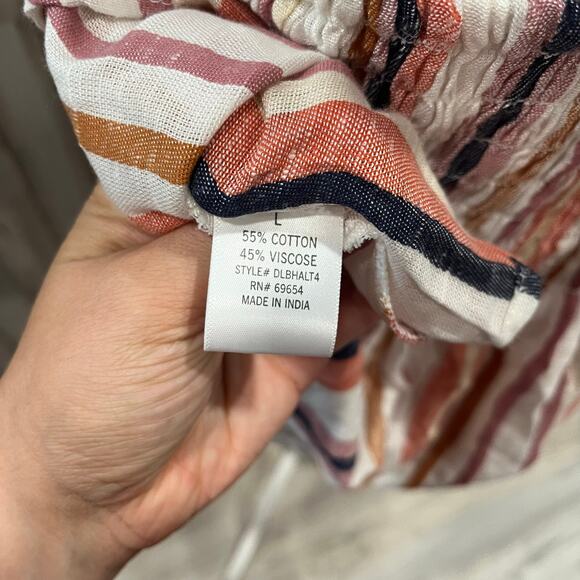 L
55% COTTON
45% VISCOSE
STYLE# DLBHALT4
RN# 69654
MADE IN INDIA